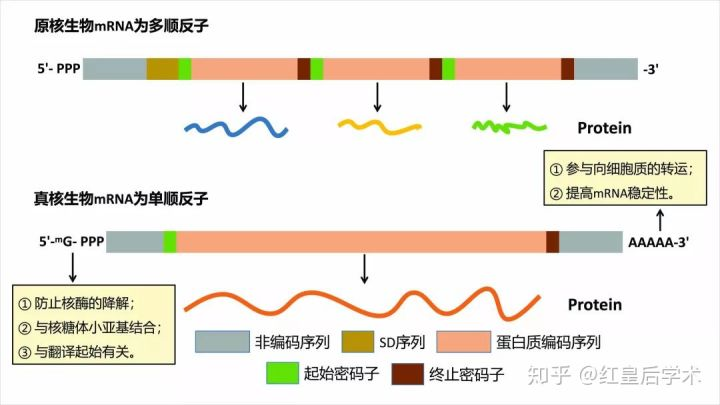 原核生物mRNA为多顺反子
5'- PPP
-3'
Protein
① 参与向细胞质的转运;
② 提高mRNA稳定性。
真核生物mRNA为单顺反子
5'-ᵐG- PPP
AAAAA-3'
① 防止核酶的降解;
② 与核糖体小亚基结合;
③ 与翻译起始有关。
Protein
非编码序列
SD序列
蛋白质编码序列
起始密码子
终止密码子
知乎 @红皇后学术